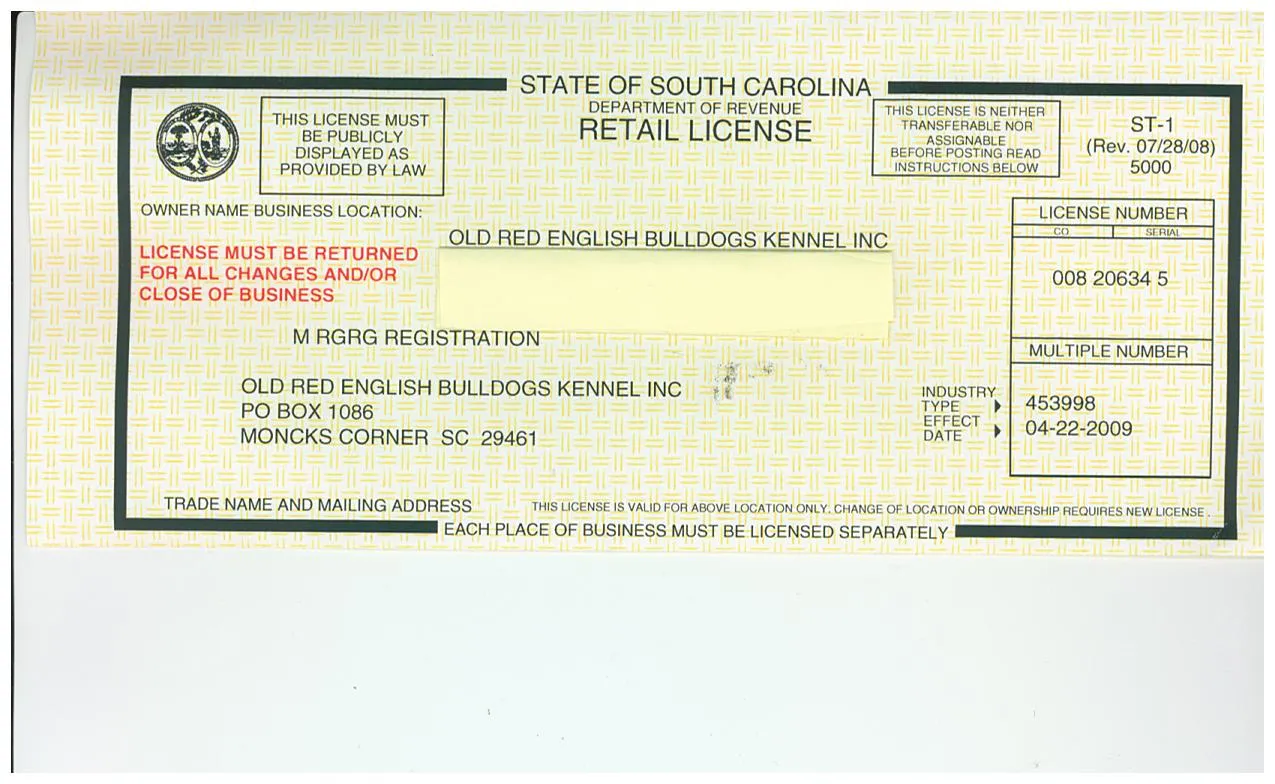 STATE OF SOUTH CAROLINA
DEPARTMENT OF REVENUE
RETAIL LICENSE
THIS LICENSE MUST
BE PUBLICLY
DISPLAYED AS
PROVIDED BY LAW
THIS LICENSE IS NEITHER
TRANSFERABLE NOR
ASSIGNABLE
BEFORE POSTING READ
INSTRUCTIONS BELOW
ST-1
(Rev. 07/28/08)
5000
OWNER NAME BUSINESS LOCATION:
LICENSE MUST BE RETURNED
FOR ALL CHANGES AND/OR
CLOSE OF BUSINESS
OLD RED ENGLISH BULLDOGS KENNEL INC
LICENSE NUMBER
CO SERIAL
008 20634 5
M RGRG REGISTRATION
MULTIPLE NUMBER
OLD RED ENGLISH BULLDOGS KENNEL INC
PO BOX 1086
MONCKS CORNER SC 29461
INDUSTRY
TYPE 453998
EFFECT
DATE 04-22-2009
TRADE NAME AND MAILING ADDRESS
THIS LICENSE IS VALID FOR ABOVE LOCATION ONLY. CHANGE OF LOCATION OR OWNERSHIP REQUIRES NEW LICENSE.
EACH PLACE OF BUSINESS MUST BE LICENSED SEPARATELY